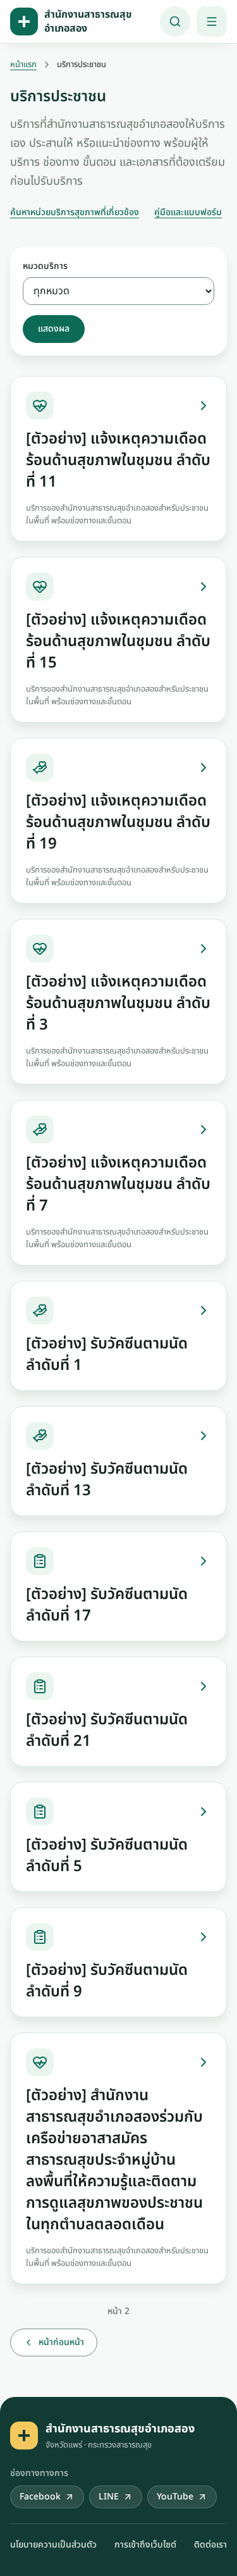 สำนักงานสาธารณสุข
อำเภอสอง
หน้าแรก > บริการประชาชน
บริการประชาชน
บริการที่สำนักงานสาธารณสุขอำเภอสองให้บริการ
เอง ประสานให้ หรือแนะนำช่องทาง พร้อมผู้ให้
บริการ ช่องทาง ขั้นตอน และเอกสารที่ต้องเตรียม
ก่อนไปรับบริการ
ค้นหาหน่วยบริการสุขภาพที่เกี่ยวข้อง คู่มือและแบบฟอร์ม
หมวดบริการ
ทุกหมวด
แสดงผล
[ตัวอย่าง] แจ้งเหตุความเดือด
ร้อนด้านสุขภาพในชุมชน ลำดับ
ที่ 11
บริการของสำนักงานสาธารณสุขอำเภอสองสำหรับประชาชน
ในพื้นที่ พร้อมช่องทางและขั้นตอน
[ตัวอย่าง] แจ้งเหตุความเดือด
ร้อนด้านสุขภาพในชุมชน ลำดับ
ที่ 15
บริการของสำนักงานสาธารณสุขอำเภอสองสำหรับประชาชน
ในพื้นที่ พร้อมช่องทางและขั้นตอน
[ตัวอย่าง] แจ้งเหตุความเดือด
ร้อนด้านสุขภาพในชุมชน ลำดับ
ที่ 19
บริการของสำนักงานสาธารณสุขอำเภอสองสำหรับประชาชน
ในพื้นที่ พร้อมช่องทางและขั้นตอน
[ตัวอย่าง] แจ้งเหตุความเดือด
ร้อนด้านสุขภาพในชุมชน ลำดับ
ที่ 3
บริการของสำนักงานสาธารณสุขอำเภอสองสำหรับประชาชน
ในพื้นที่ พร้อมช่องทางและขั้นตอน
[ตัวอย่าง] แจ้งเหตุความเดือด
ร้อนด้านสุขภาพในชุมชน ลำดับ
ที่ 7
บริการของสำนักงานสาธารณสุขอำเภอสองสำหรับประชาชน
ในพื้นที่ พร้อมช่องทางและขั้นตอน
[ตัวอย่าง] รับวัคซีนตามนัด
ลำดับที่ 1
[ตัวอย่าง] รับวัคซีนตามนัด
ลำดับที่ 13
[ตัวอย่าง] รับวัคซีนตามนัด
ลำดับที่ 17
[ตัวอย่าง] รับวัคซีนตามนัด
ลำดับที่ 21
[ตัวอย่าง] รับวัคซีนตามนัด
ลำดับที่ 5
[ตัวอย่าง] รับวัคซีนตามนัด
ลำดับที่ 9
[ตัวอย่าง] สำนักงาน
สาธารณสุขอำเภอสองร่วมกับ
เครือข่ายอาสาสมัคร
สาธารณสุขประจำหมู่บ้าน
ลงพื้นที่ให้ความรู้และติดตาม
การดูแลสุขภาพของประชาชน
ในทุกตำบลตลอดเดือน
บริการของสำนักงานสาธารณสุขอำเภอสองสำหรับประชาชน
ในพื้นที่ พร้อมช่องทางและขั้นตอน
หน้า 2
หน้าก่อนหน้า
สำนักงานสาธารณสุขอำเภอสอง
จังหวัดแพร่ · กระทรวงสาธารณสุข
ช่องทางทางการ
Facebook LINE YouTube
นโยบายความเป็นส่วนตัว การเข้าถึงเว็บไซต์ ติดต่อเรา